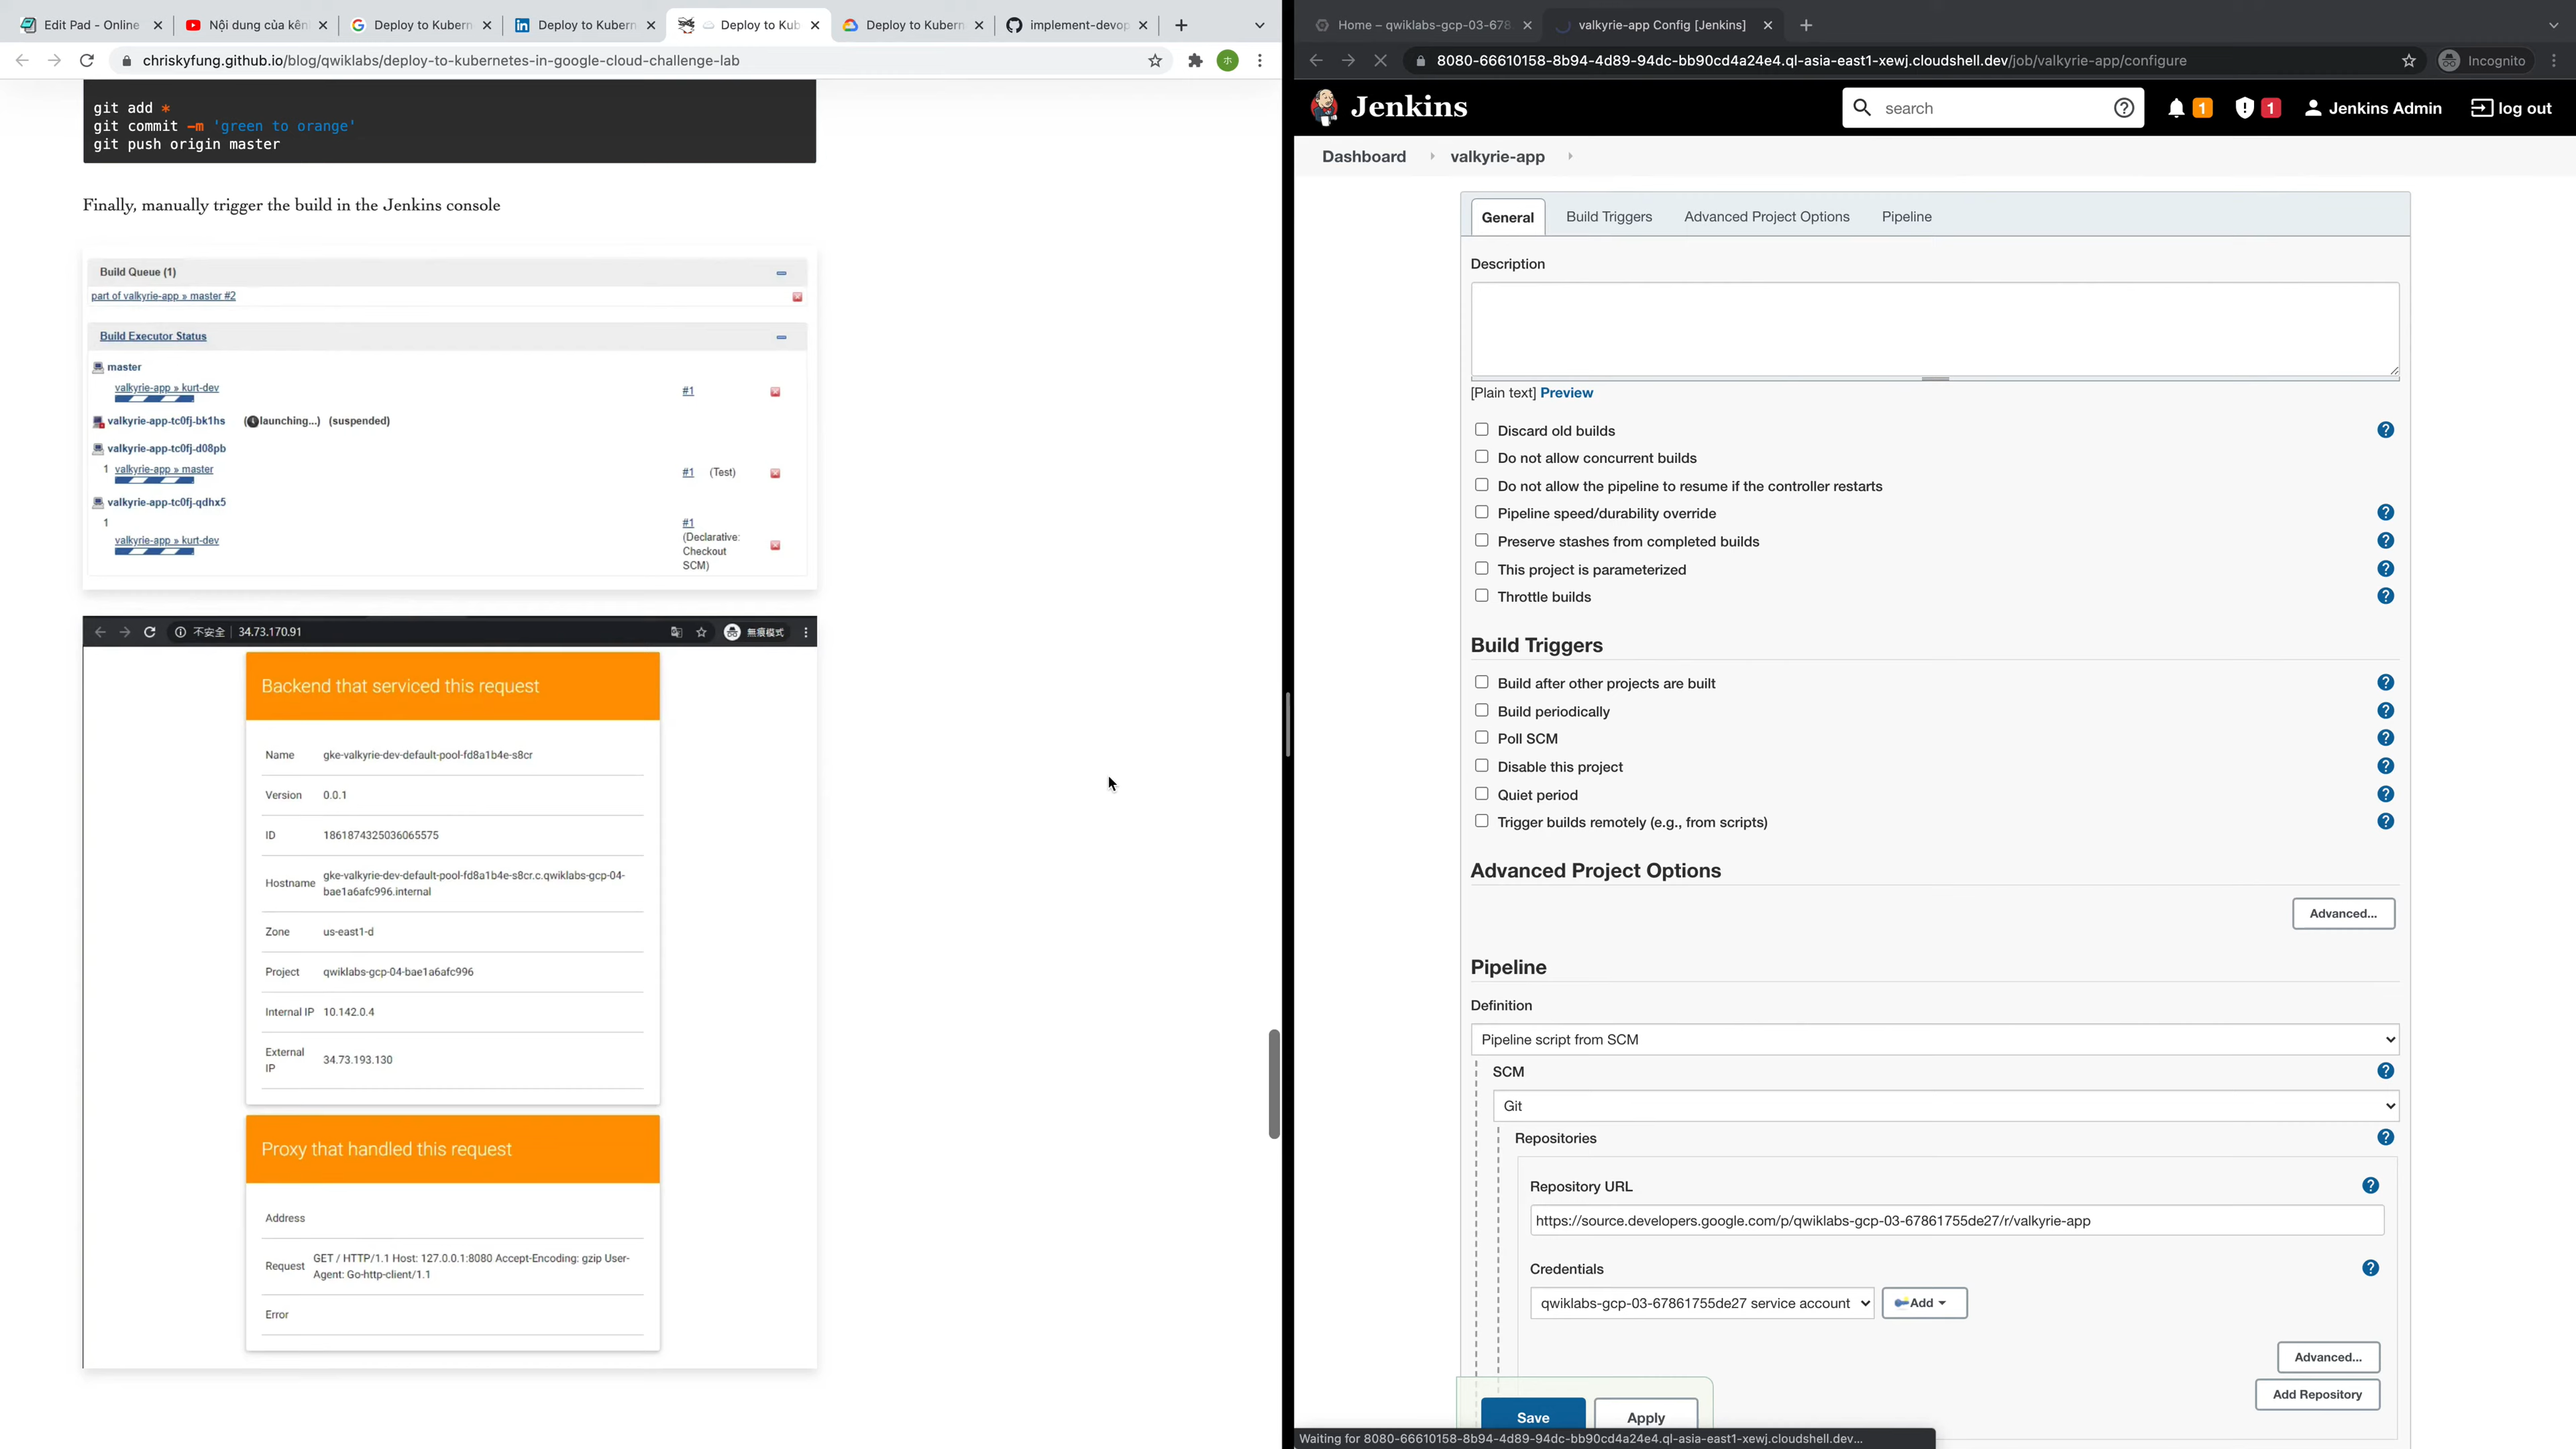 Edit Pad - Online
Nội dung của kên
Deploy to Kubern
Deploy to Kubern
Deploy to Kub
Deploy to Kubern
implement-devop
chriskyfung.github.io/blog/qwiklabs/deploy-to-kubernetes-in-google-cloud-challenge-lab
git add *
git commit -m 'green to orange'
git push origin master
Finally, manually trigger the build in the Jenkins console
Build Queue (1)
part of valkyrie-app » master #2
Build Executor Status
master
valkyrie-app » kurt-dev #1
valkyrie-app-tc0fj-bk1hs (launching...) (suspended)
valkyrie-app-tc0fj-d08pb
1 valkyrie-app » master #1 (Test)
valkyrie-app-tc0fj-qdhx5
1 #1
(Declarative:
valkyrie-app » kurt-dev Checkout
SCM)
不安全 | 34.73.170.91 無痕模式
Backend that serviced this request
Name gke-valkyrie-dev-default-pool-fd8a1b4e-s8cr
Version 0.0.1
ID 1861874325036065575
Hostname gke-valkyrie-dev-default-pool-fd8a1b4e-s8cr.c.qwiklabs-gcp-04-
bae1a6afc996.internal
Zone us-east1-d
Project qwiklabs-gcp-04-bae1a6afc996
Internal IP 10.142.0.4
External
IP 34.73.193.130
Proxy that handled this request
Address
Request GET / HTTP/1.1 Host: 127.0.0.1:8080 Accept-Encoding: gzip User-
Agent: Go-http-client/1.1
Error
Home – qwiklabs-gcp-03-678
valkyrie-app Config [Jenkins]
8080-66610158-8b94-4d89-94dc-bb90cd4a24e4.ql-asia-east1-xewj.cloudshell.dev/job/valkyrie-app/configure
Incognito
Jenkins
search
1
1
Jenkins Admin
log out
Dashboard
valkyrie-app
General
Build Triggers
Advanced Project Options
Pipeline
Description
[Plain text] Preview
Discard old builds
Do not allow concurrent builds
Do not allow the pipeline to resume if the controller restarts
Pipeline speed/durability override
Preserve stashes from completed builds
This project is parameterized
Throttle builds
Build Triggers
Build after other projects are built
Build periodically
Poll SCM
Disable this project
Quiet period
Trigger builds remotely (e.g., from scripts)
Advanced Project Options
Advanced...
Pipeline
Definition
Pipeline script from SCM
SCM
Git
Repositories
Repository URL
https://source.developers.google.com/p/qwiklabs-gcp-03-67861755de27/r/valkyrie-app
Credentials
qwiklabs-gcp-03-67861755de27 service account
Add
Advanced...
Add Repository
Save
Apply
Waiting for 8080-66610158-8b94-4d89-94dc-bb90cd4a24e4.ql-asia-east1-xewj.cloudshell.dev...